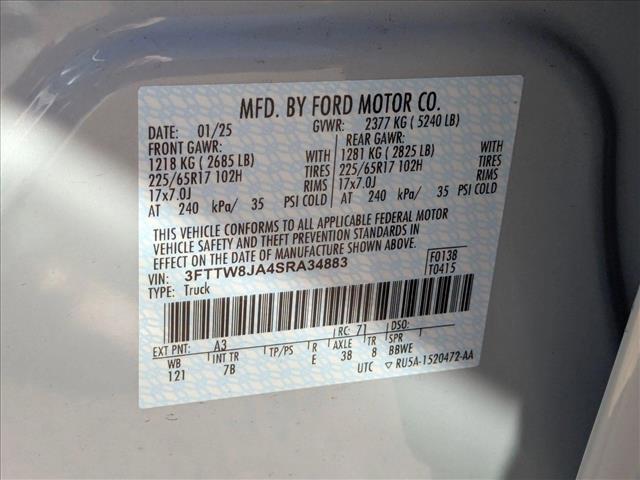 MFD. BY FORD MOTOR CO.
DATE: 01/25 GVWR: 2377 KG ( 5240 LB)
FRONT GAWR: REAR GAWR:
1218 KG ( 2685 LB) WITH 1281 KG ( 2825 LB) WITH
225/65R17 102H TIRES 225/65R17 102H TIRES
17x7.0J RIMS 17x7.0J RIMS
AT 240 kPa/ 35 PSI COLD AT 240 kPa/ 35 PSI COLD
THIS VEHICLE CONFORMS TO ALL APPLICABLE FEDERAL MOTOR
VEHICLE SAFETY AND THEFT PREVENTION STANDARDS IN
EFFECT ON THE DATE OF MANUFACTURE SHOWN ABOVE.
VIN: 3FTTW8JA4SRA34883 F0138
TYPE: Truck T0415
EXT PNT: A3 RC: 71 DSO:
WB INT TR TP/PS R AXLE TR SPR
121 7B E 38 8 BBWE
UTC ▽ RU5A-1520472-AA